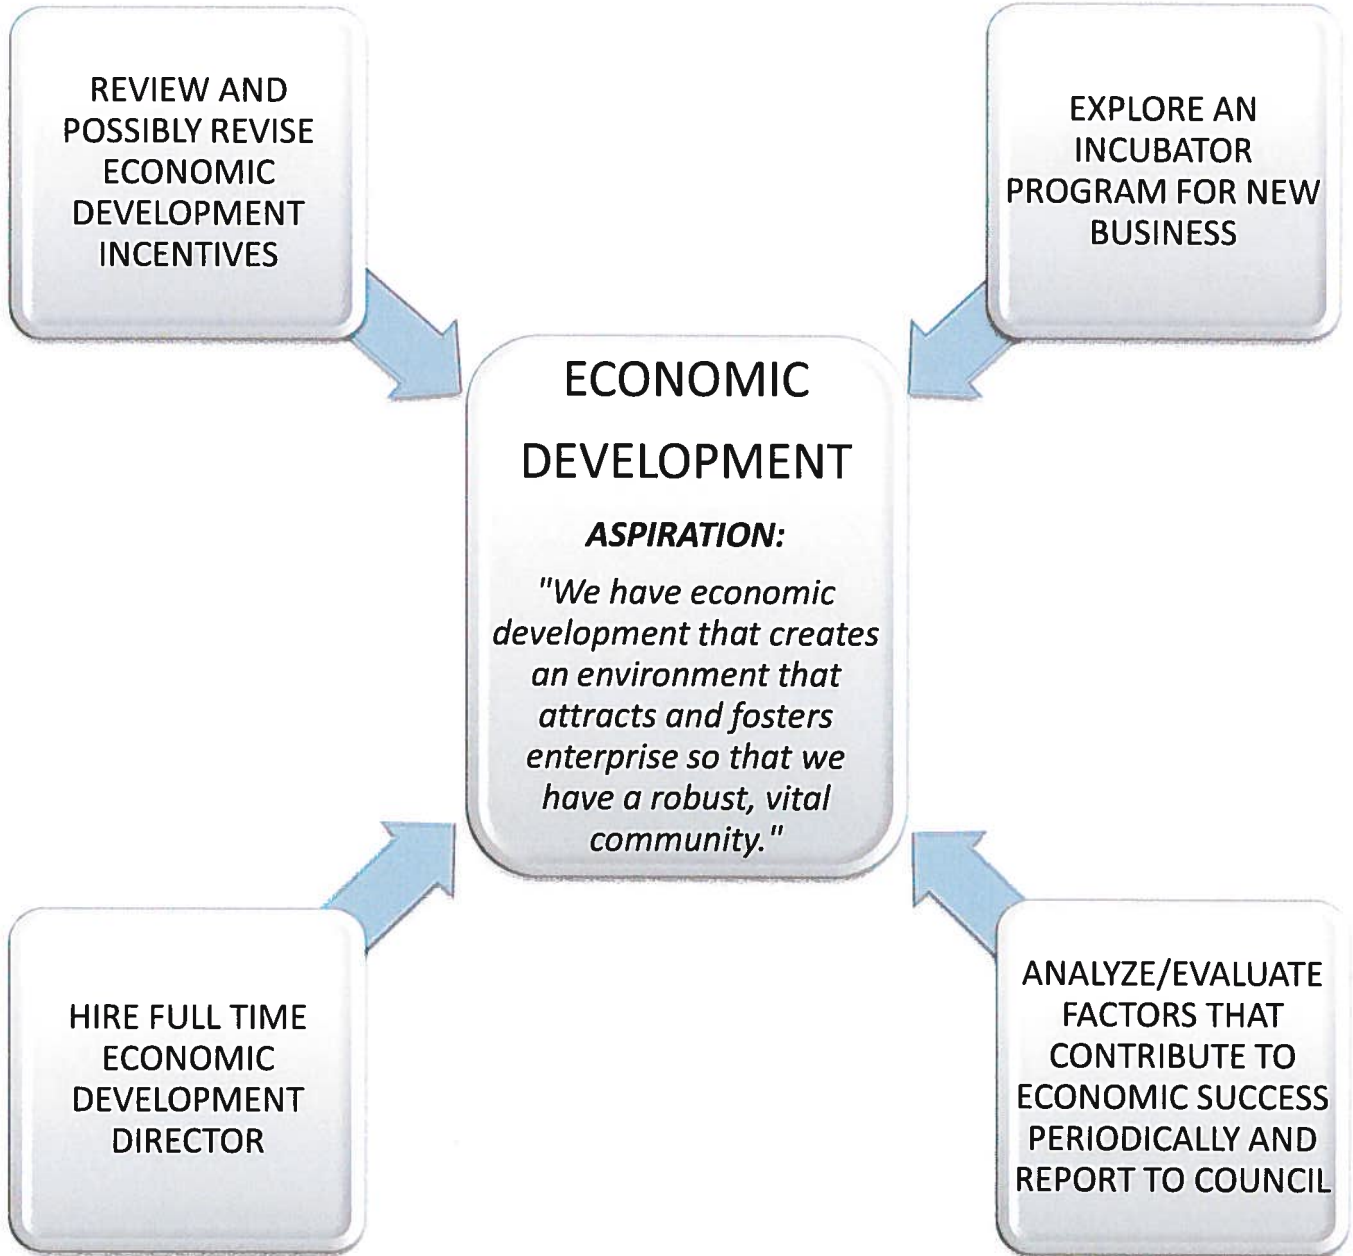 REVIEW AND
POSSIBLY REVISE
ECONOMIC
DEVELOPMENT
INCENTIVES
EXPLORE AN
INCUBATOR
PROGRAM FOR NEW
BUSINESS
ECONOMIC
DEVELOPMENT
ASPIRATION:
"We have economic
development that creates
an environment that
attracts and fosters
enterprise so that we
have a robust, vital
community."
HIRE FULL TIME
ECONOMIC
DEVELOPMENT
DIRECTOR
ANALYZE/EVALUATE
FACTORS THAT
CONTRIBUTE TO
ECONOMIC SUCCESS
PERIODICALLY AND
REPORT TO COUNCIL